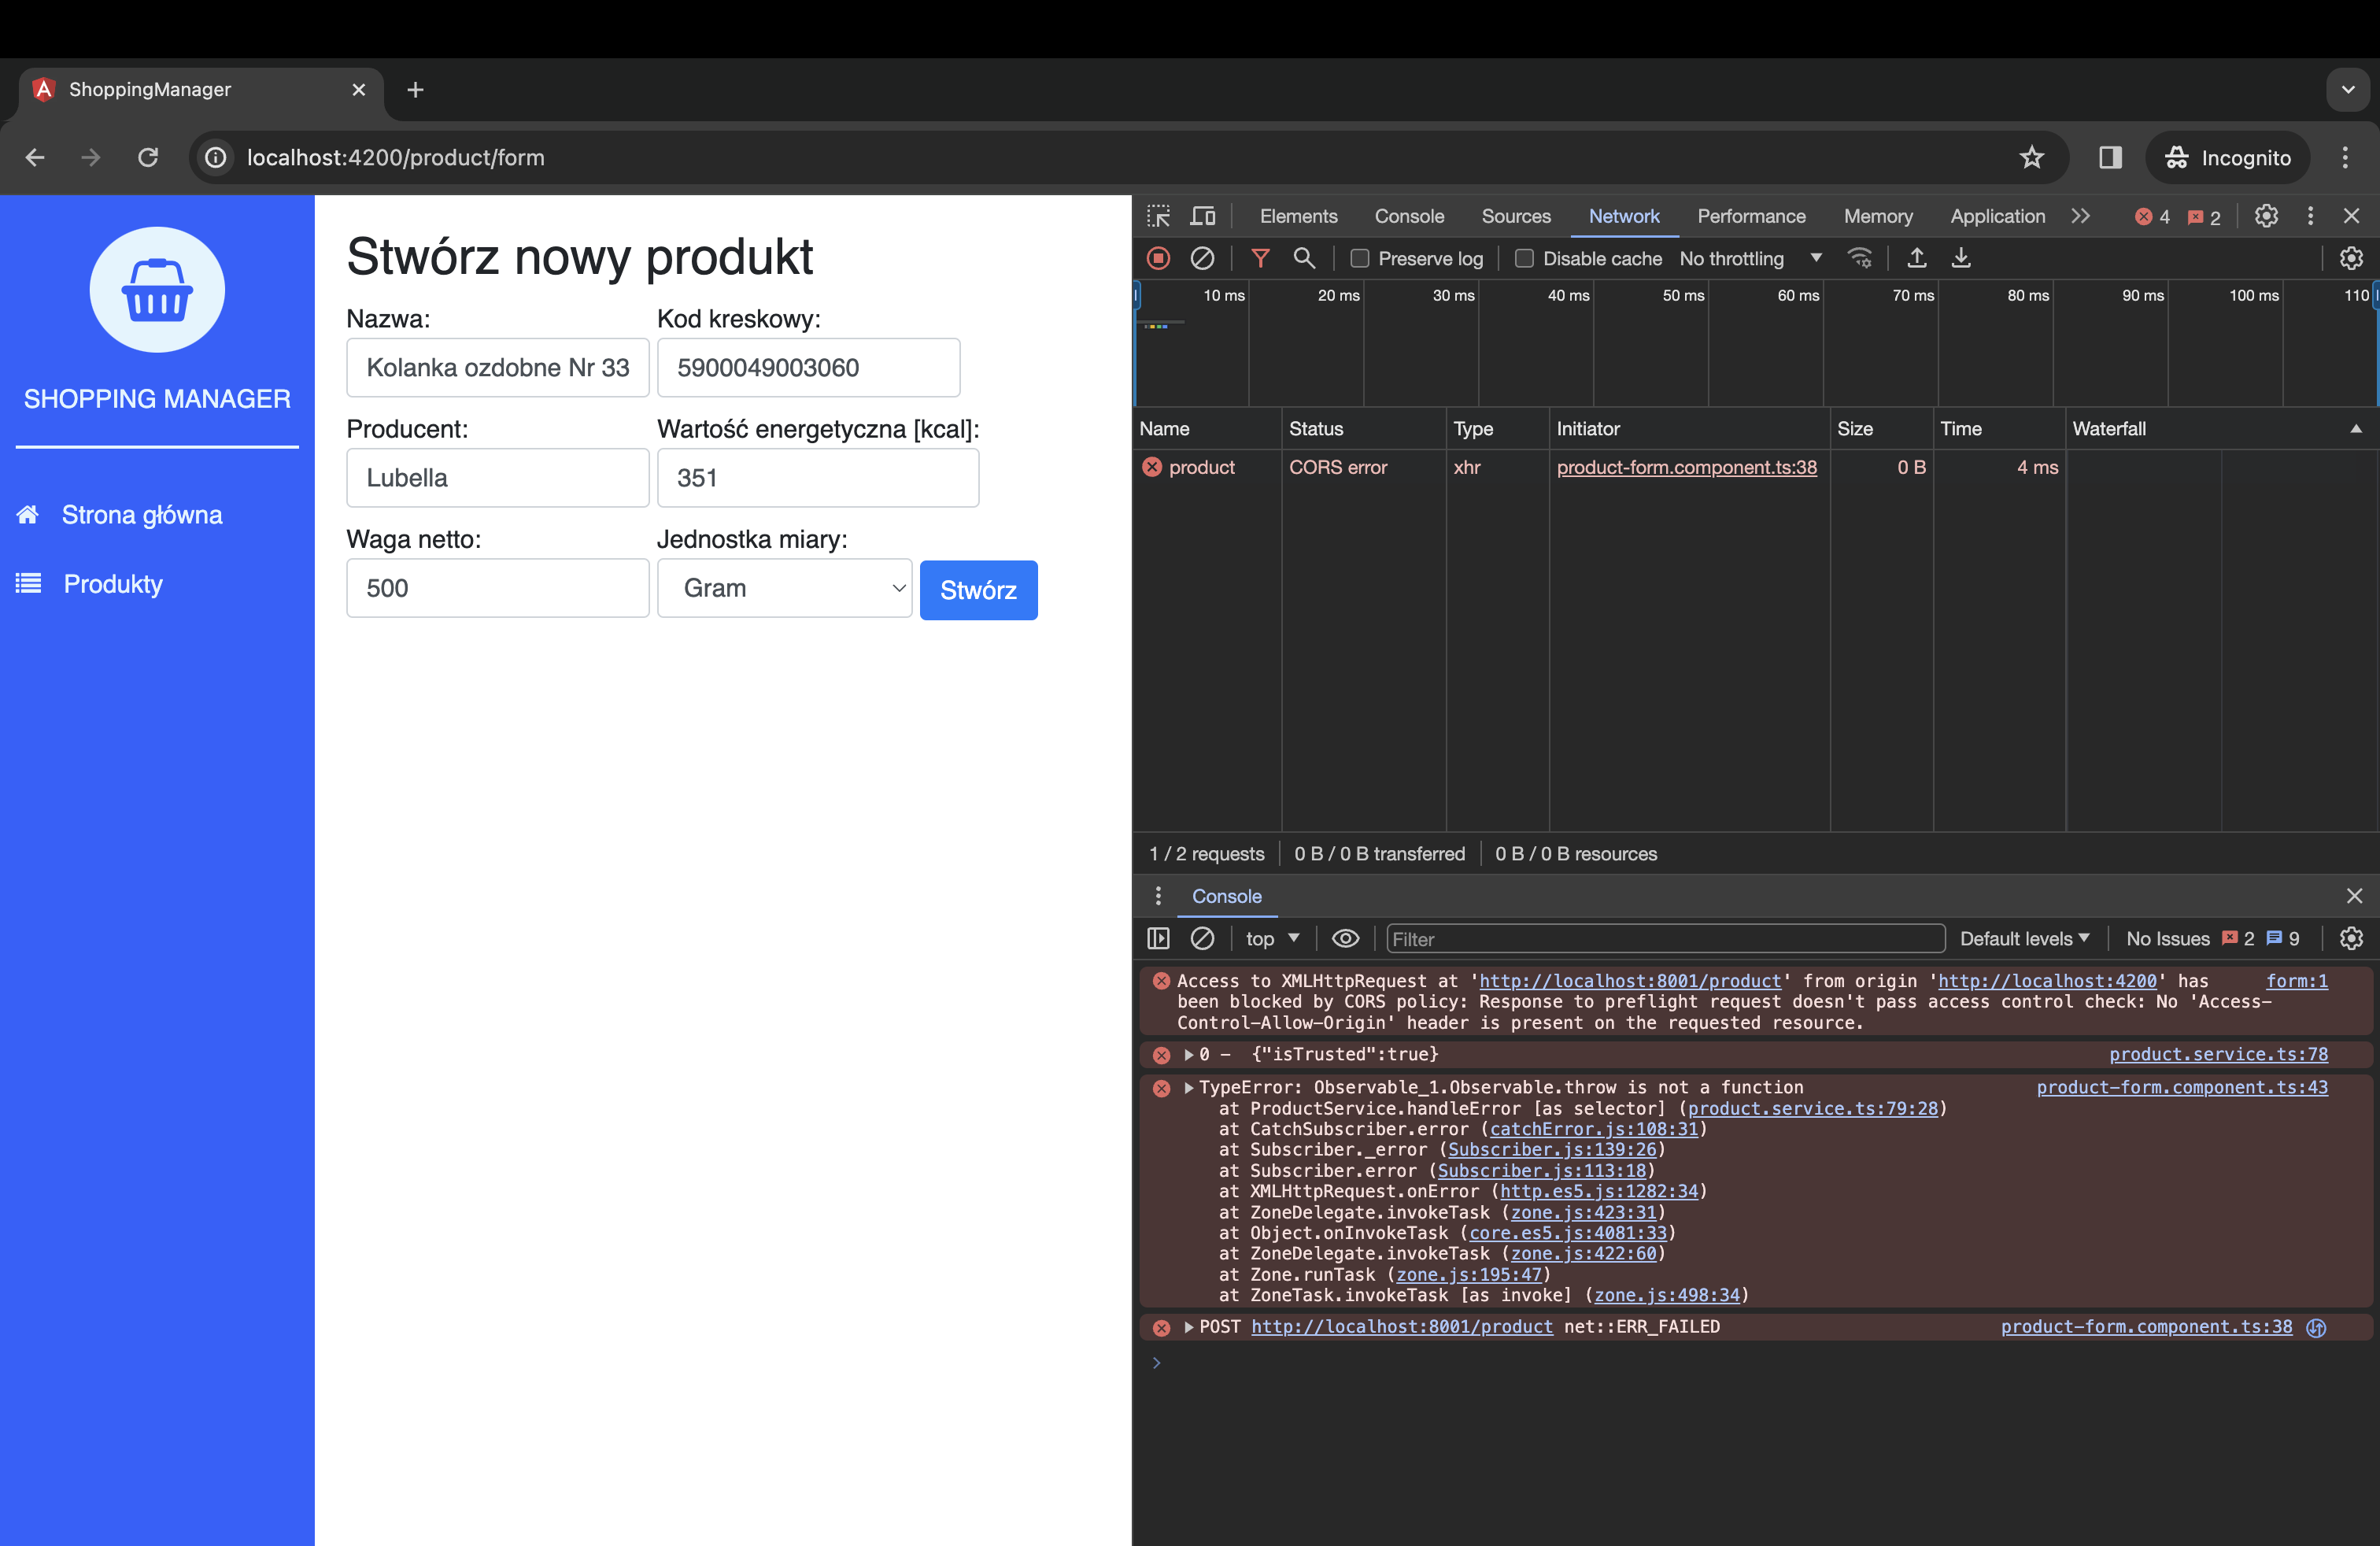 ShoppingManager
localhost:4200/product/form
Incognito
SHOPPING MANAGER
Strona główna
Produkty
Stwórz nowy produkt
Nazwa: Kod kreskowy:
Kolanka ozdobne Nr 33 5900049003060
Producent: Wartość energetyczna [kcal]:
Lubella 351
Waga netto: Jednostka miary:
500 Gram Stwórz
Elements Console Sources Network Performance Memory Application 4 2
Preserve log Disable cache No throttling
10 ms 20 ms 30 ms 40 ms 50 ms 60 ms 70 ms 80 ms 90 ms 100 ms 110
Name Status Type Initiator Size Time Waterfall
product CORS error xhr product-form.component.ts:38 0 B 4 ms
1 / 2 requests 0 B / 0 B transferred 0 B / 0 B resources
Console
top Filter Default levels No Issues 2 9
Access to XMLHttpRequest at 'http://localhost:8001/product' from origin 'http://localhost:4200' has form:1
been blocked by CORS policy: Response to preflight request doesn't pass access control check: No 'Access-
Control-Allow-Origin' header is present on the requested resource.
0 – {"isTrusted":true} product.service.ts:78
TypeError: Observable_1.Observable.throw is not a function product-form.component.ts:43
at ProductService.handleError [as selector] (product.service.ts:79:28)
at CatchSubscriber.error (catchError.js:108:31)
at Subscriber._error (Subscriber.js:139:26)
at Subscriber.error (Subscriber.js:113:18)
at XMLHttpRequest.onError (http.es5.js:1282:34)
at ZoneDelegate.invokeTask (zone.js:423:31)
at Object.onInvokeTask (core.es5.js:4081:33)
at ZoneDelegate.invokeTask (zone.js:422:60)
at Zone.runTask (zone.js:195:47)
at ZoneTask.invokeTask [as invoke] (zone.js:498:34)
POST http://localhost:8001/product net::ERR_FAILED product-form.component.ts:38